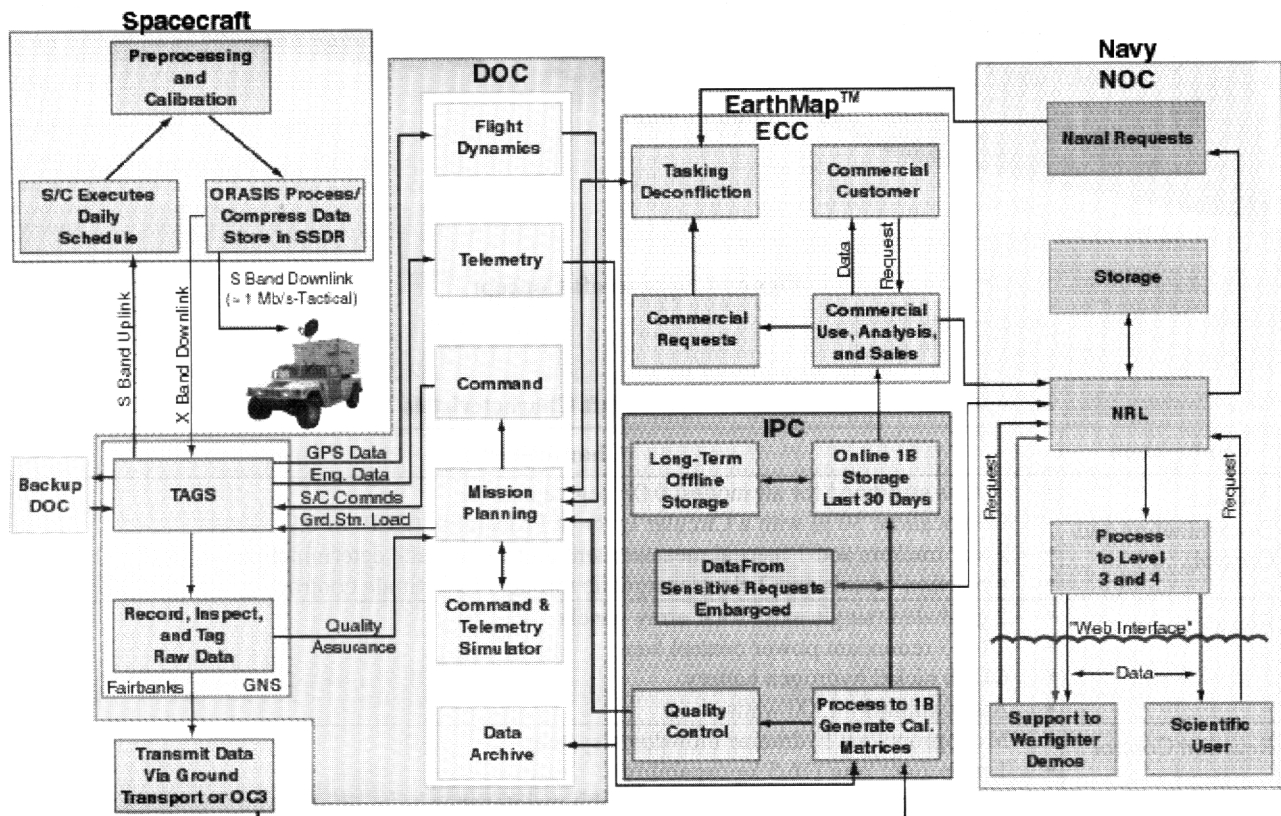 Spacecraft
Preprocessing
and
Calibration
S/C Executes
Daily
Schedule
ORASIS Process/
Compress Data
Store in SSDR
S Band Uplink
X Band Downlink
S Band Downlink
(≈ 1 Mb/s-Tactical)
Backup
DOC
TAGS
Record, Inspect,
and Tag
Raw Data
Fairbanks
GNS
Transmit Data
Via Ground
Transport or OC3
GPS Data
Eng. Data
S/C Comnds
Grd.Stn. Load
Quality
Assurance
DOC
Flight
Dynamics
Telemetry
Command
Mission
Planning
Command &
Telemetry
Simulator
Data
Archive
EarthMap™
ECC
Tasking
Deconfliction
Commercial
Customer
Data
Request
Commercial
Requests
Commercial
Use, Analysis,
and Sales
IPC
Long-Term
Offline
Storage
Online 1B
Storage
Last 30 Days
DataFrom
Sensitive Requests
Embargoed
Quality
Control
Process to 1B
Generate Cal.
Matrices
Navy
NOC
Naval Requests
Storage
NRL
Request
Request
Process
to Level
3 and 4
"Web Interface"
Data
Support to
Warfighter
Demos
Scientific
User